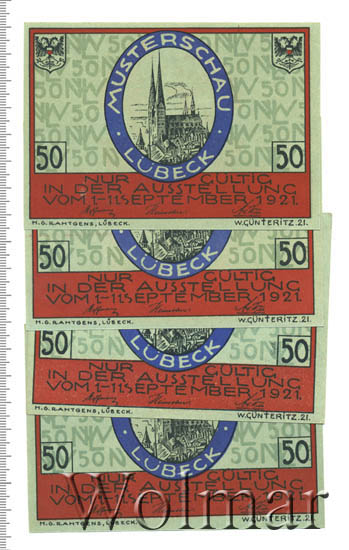 MUSTERSCHAU
LÜBECK
50 50
NUR GÜLTIG
IN DER AUSSTELLUNG
VOM 1-11.SEPTEMBER 1921.
H.G. RAHTGENS, LÜBECK. W.GÜNTERITZ.21.
LÜBECK
50 50
NUR GÜLTIG
IN DER AUSSTELLUNG
VOM 1-11.SEPTEMBER 1921.
H.G. RAHTGENS, LÜBECK. W.GÜNTERITZ.21.
LÜBECK
50 50
NUR GÜLTIG
IN DER AUSSTELLUNG
VOM 1-11.SEPTEMBER 1921.
H.G. RAHTGENS, LÜBECK. W.GÜNTERITZ.21.
LÜBECK
50 50
NUR GÜLTIG
IN DER AUSSTELLUNG
VOM 1-11.SEPTEMBER 1921.
H.G. RAHTGENS, LÜBECK.
Wolmar